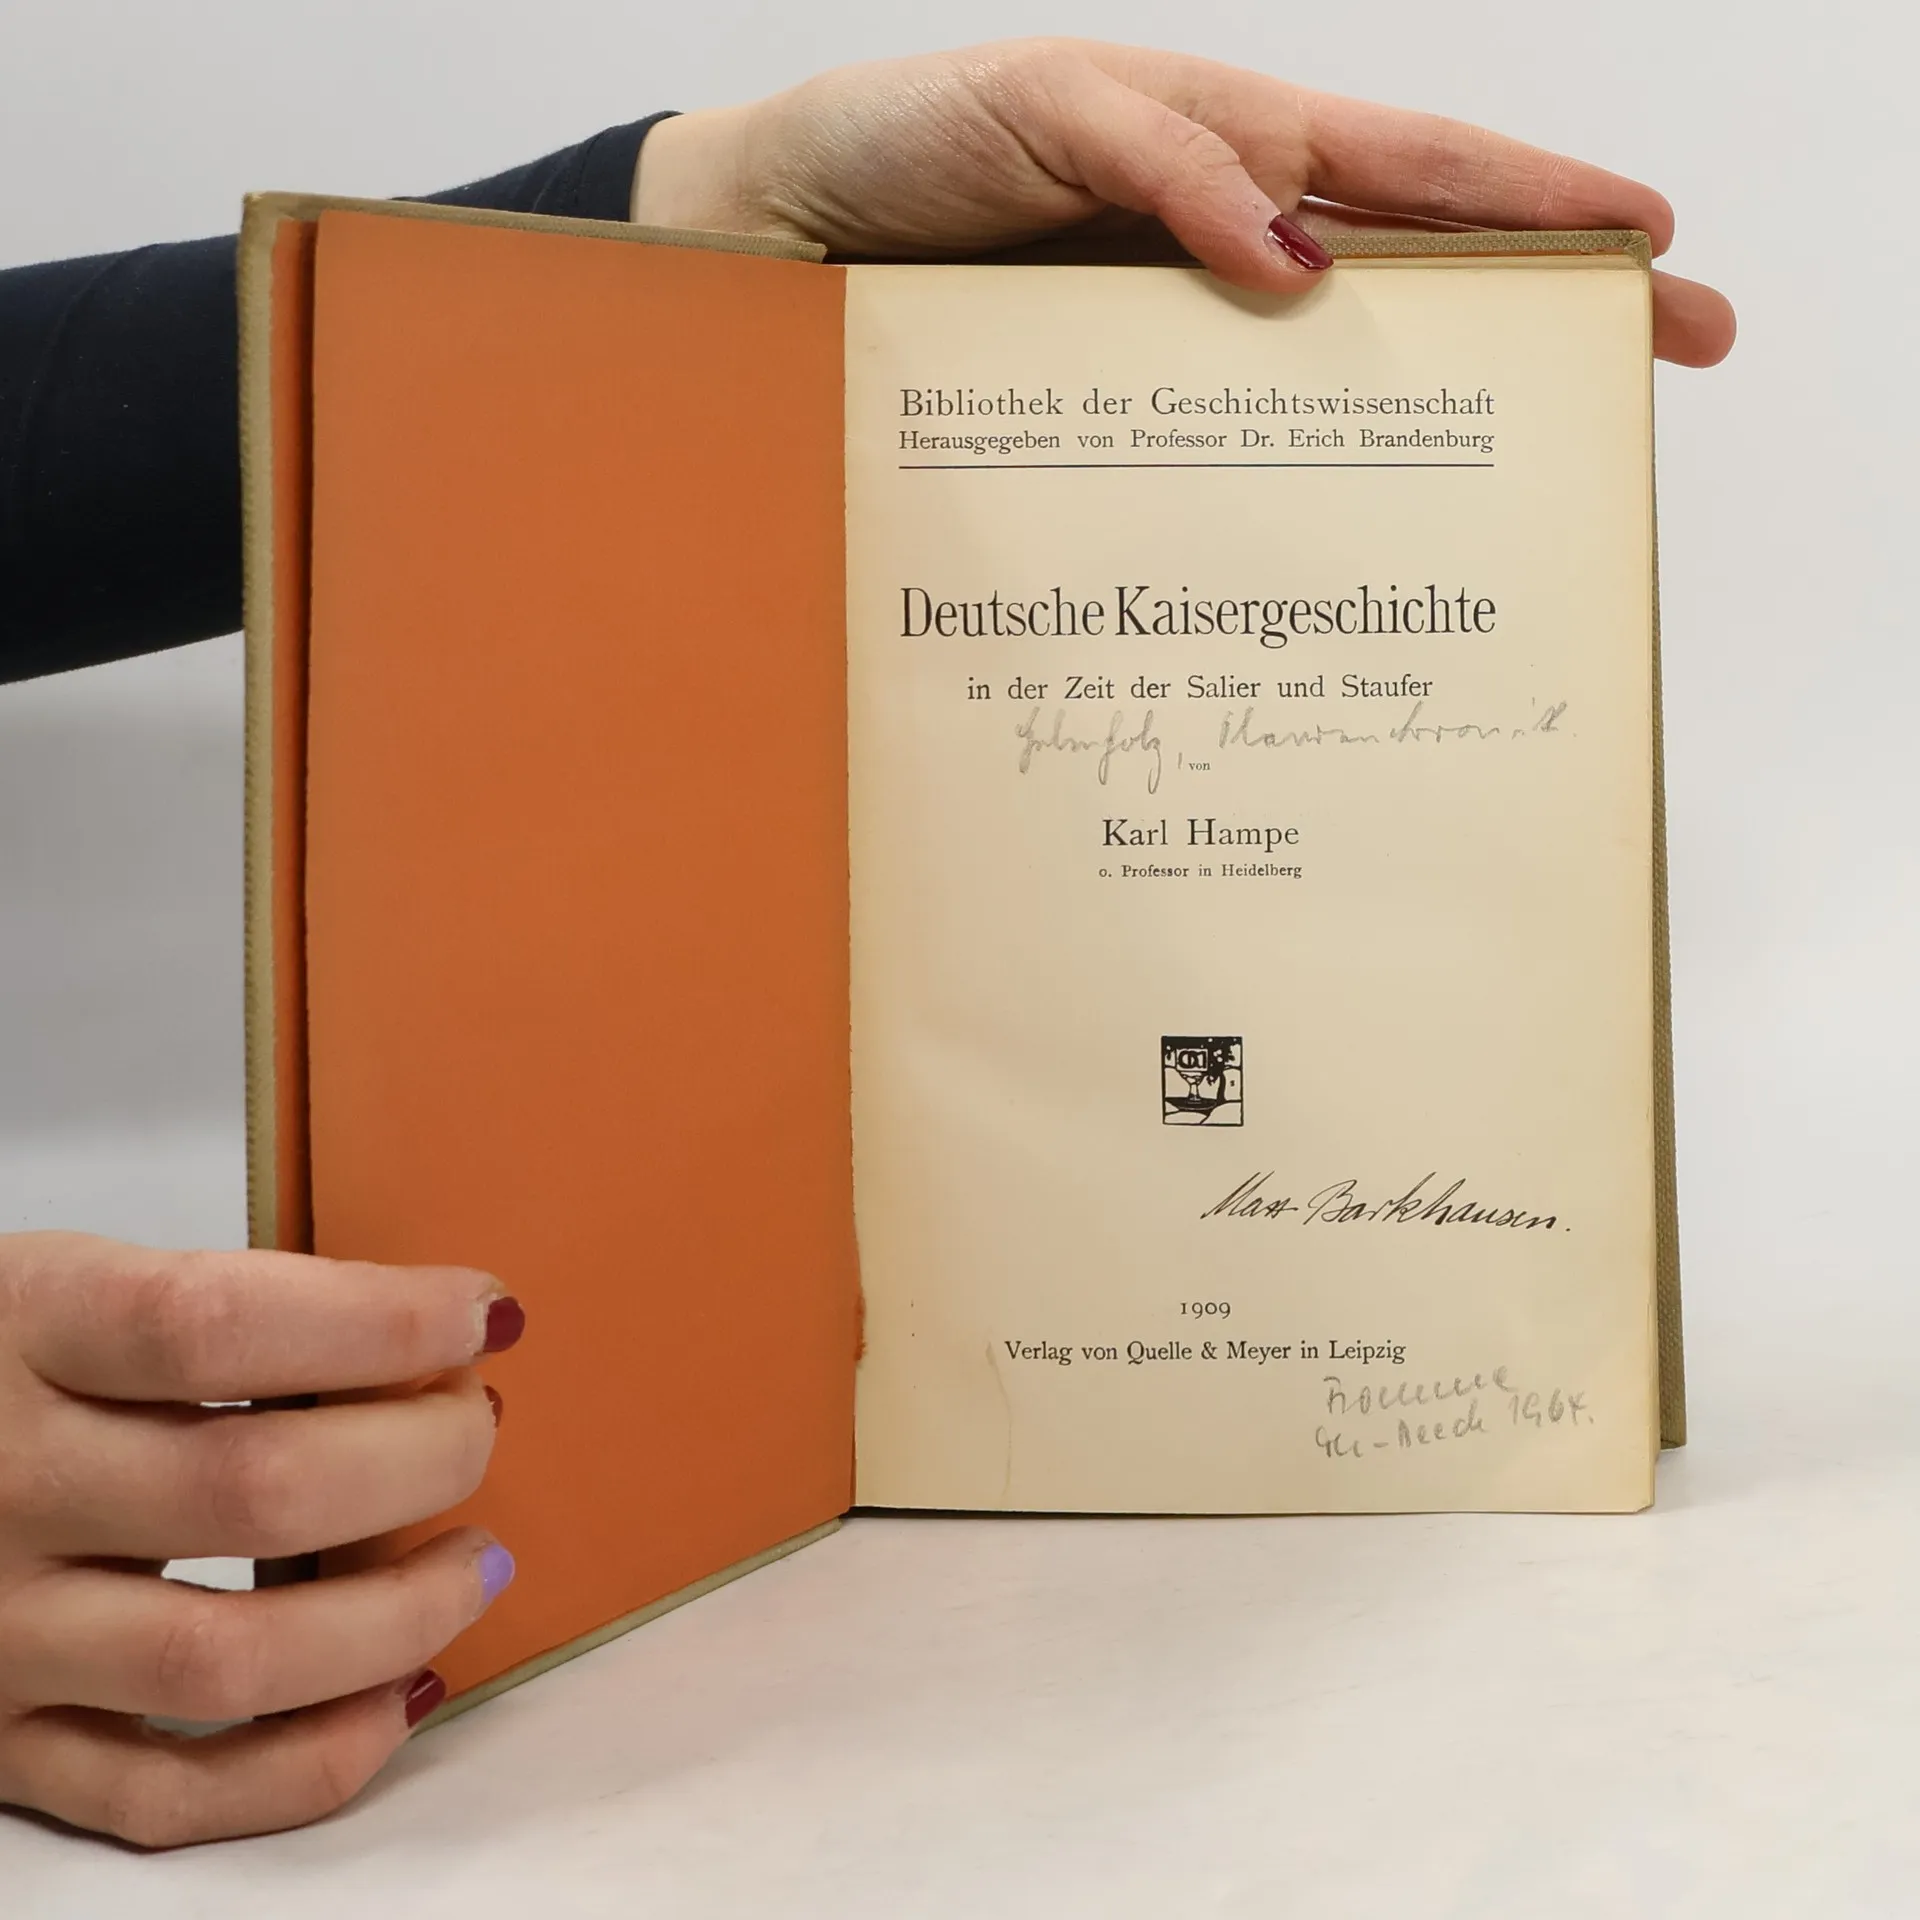 Bibliothek der Geschichtswissenschaft
Herausgegeben von Professor Dr. Erich Brandenburg
Deutsche Kaisergeschichte
in der Zeit der Salier und Staufer
von
Karl Hampe
o. Professor in Heidelberg
Max Barkhausen.
1909
Verlag von Quelle & Meyer in Leipzig
1964.